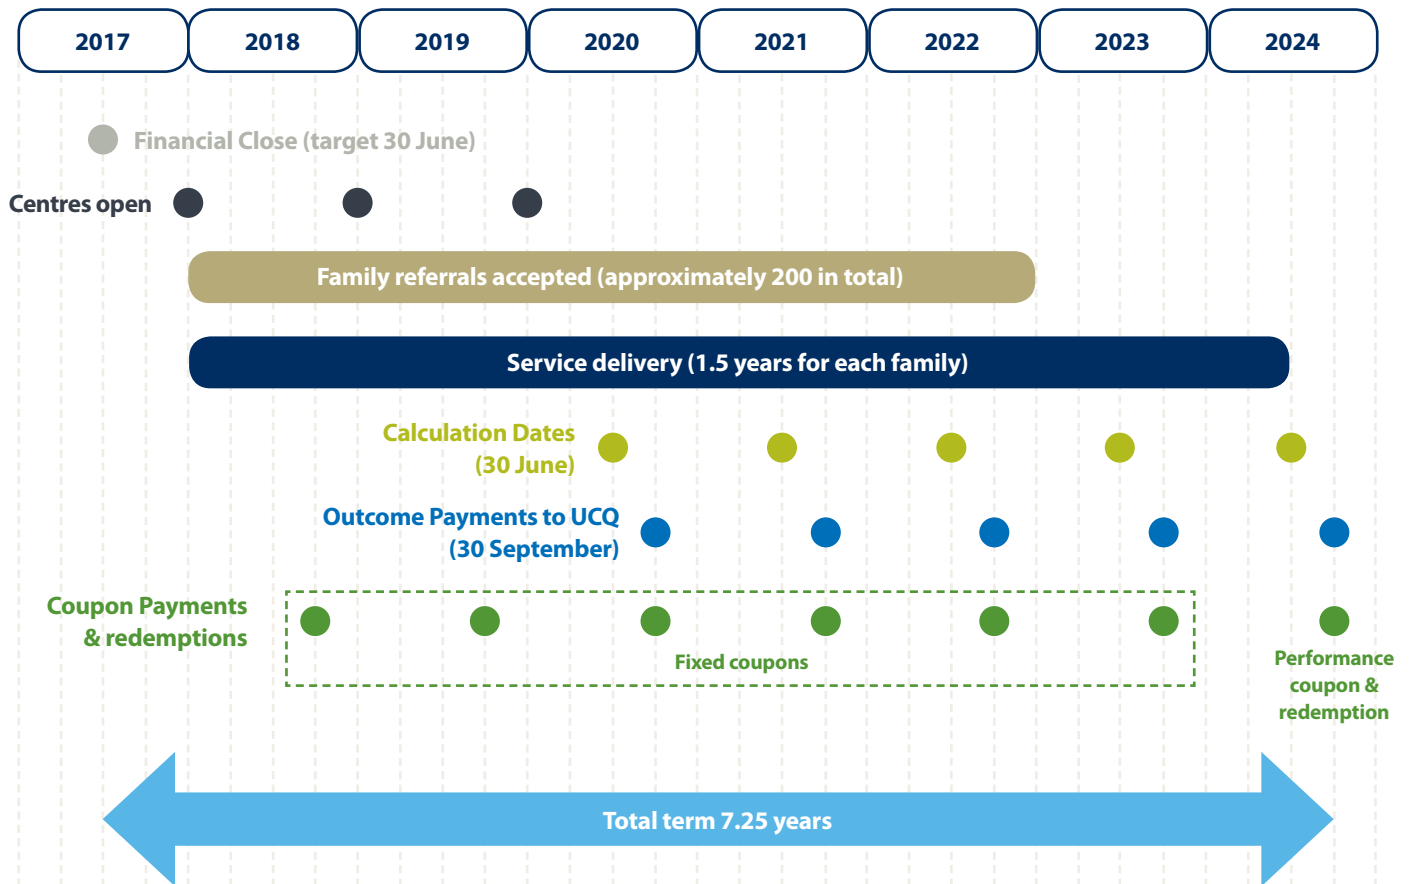 2017 2018 2019 2020 2021 2022 2023 2024
Financial Close (target 30 June)
Centres open
Family referrals accepted (approximately 200 in total)
Service delivery (1.5 years for each family)
Calculation Dates
(30 June)
Outcome Payments to UCQ
(30 September)
Coupon Payments
& redemptions
Fixed coupons
Performance
coupon &
redemption
Total term 7.25 years